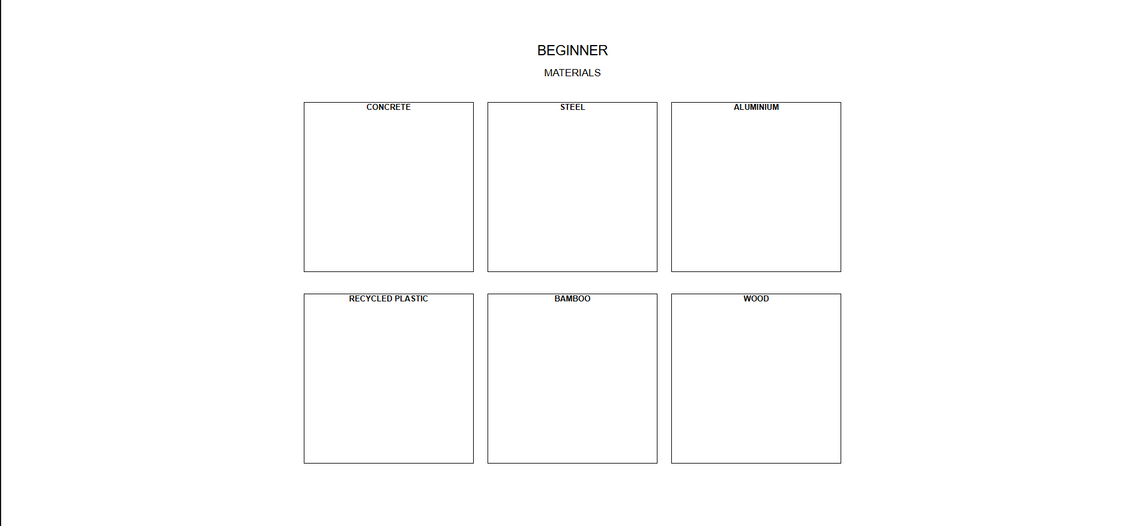 BEGINNER
MATERIALS
CONCRETE
STEEL
ALUMINIUM
RECYCLED PLASTIC
BAMBOO
WOOD